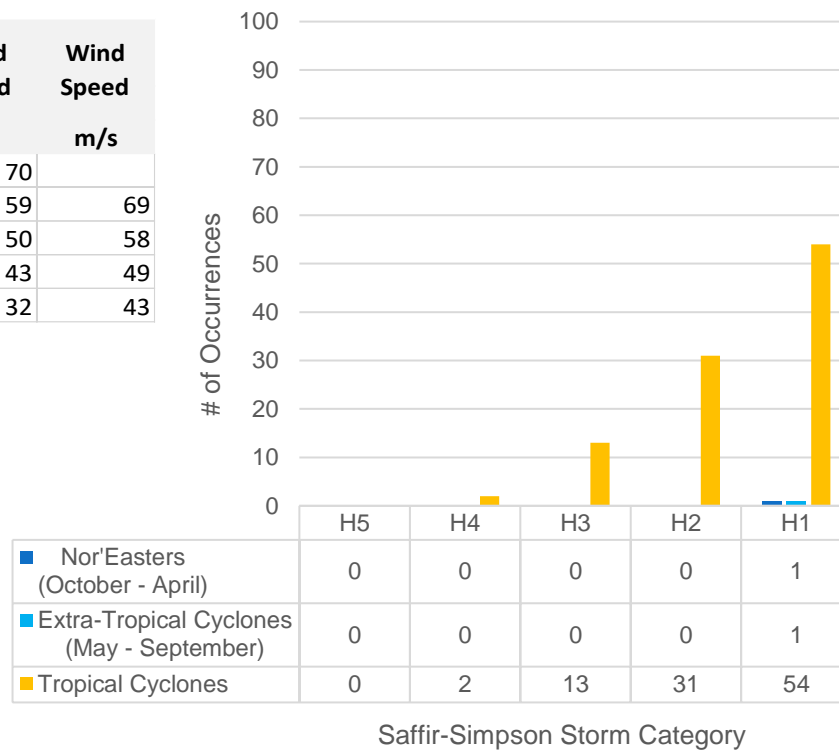 d Wind
d Speed
m/s
70
59 69
50 58
43 49
32 43
100
90
80
70
60
50
40
30
20
10
0
# of Occurrences
H5 H4 H3 H2 H1
Nor'Easters
(October - April)
0 0 0 0 1
Extra-Tropical Cyclones
(May - September)
0 0 0 0 1
Tropical Cyclones 0 2 13 31 54
Saffir-Simpson Storm Category